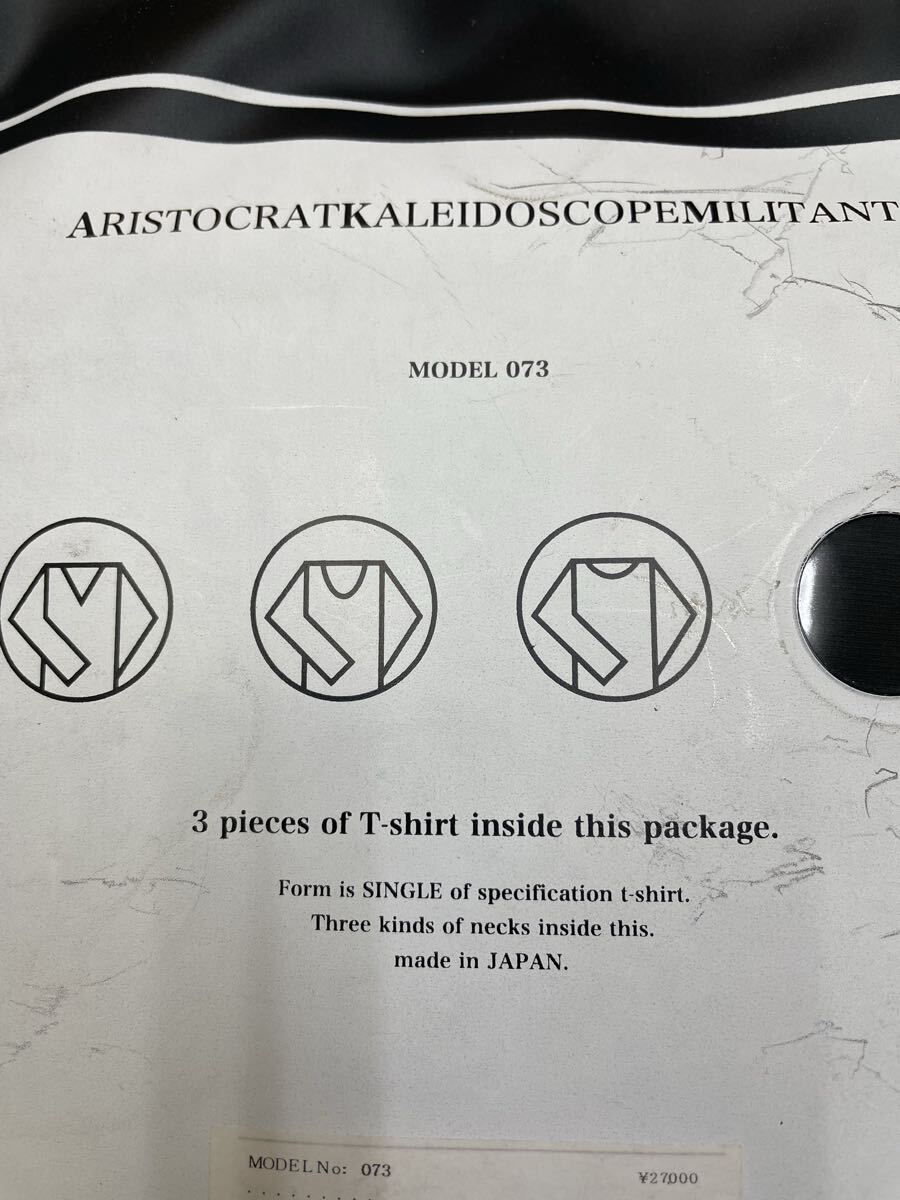 ARISTOCRATKALEIDOSCOPEMILITANT
MODEL 073
3 pieces of T-shirt inside this package.
Form is SINGLE of specification t-shirt.
Three kinds of necks inside this.
made in JAPAN.
MODEL No: 073 ¥27,000